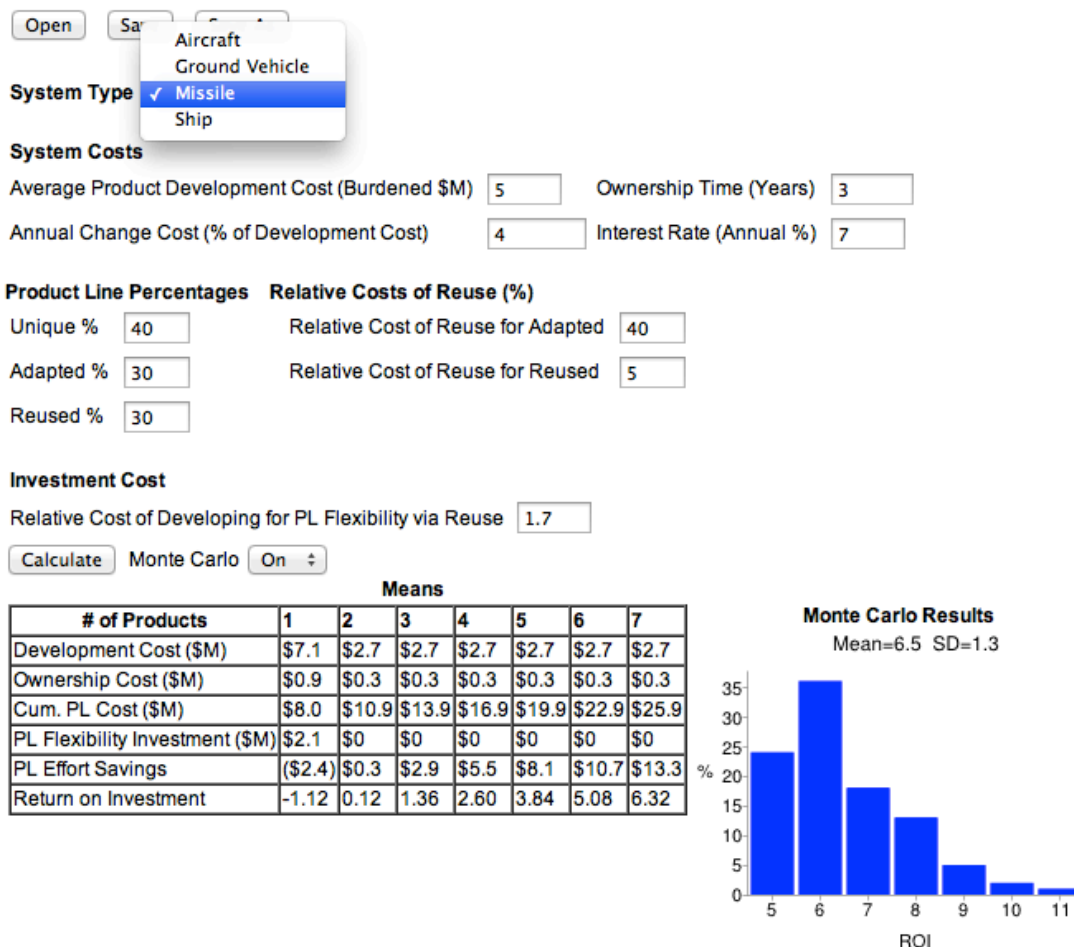 Open
Aircraft
Ground Vehicle
System Type ✓ Missile
Ship
System Costs
Average Product Development Cost (Burdened $M) 5 Ownership Time (Years) 3
Annual Change Cost (% of Development Cost) 4 Interest Rate (Annual %) 7
Product Line Percentages Relative Costs of Reuse (%)
Unique % 40 Relative Cost of Reuse for Adapted 40
Adapted % 30 Relative Cost of Reuse for Reused 5
Reused % 30
Investment Cost
Relative Cost of Developing for PL Flexibility via Reuse 1.7
Calculate Monte Carlo On
Means
# of Products 1 2 3 4 5 6 7
Development Cost ($M) $7.1 $2.7 $2.7 $2.7 $2.7 $2.7 $2.7
Ownership Cost ($M) $0.9 $0.3 $0.3 $0.3 $0.3 $0.3 $0.3
Cum. PL Cost ($M) $8.0 $10.9 $13.9 $16.9 $19.9 $22.9 $25.9
PL Flexibility Investment ($M) $2.1 $0 $0 $0 $0 $0 $0
PL Effort Savings ($2.4) $0.3 $2.9 $5.5 $8.1 $10.7 $13.3
Return on Investment -1.12 0.12 1.36 2.60 3.84 5.08 6.32
Monte Carlo Results
Mean=6.5 SD=1.3
35
30
25
% 20
15
10
5
0
5 6 7 8 9 10 11
ROI